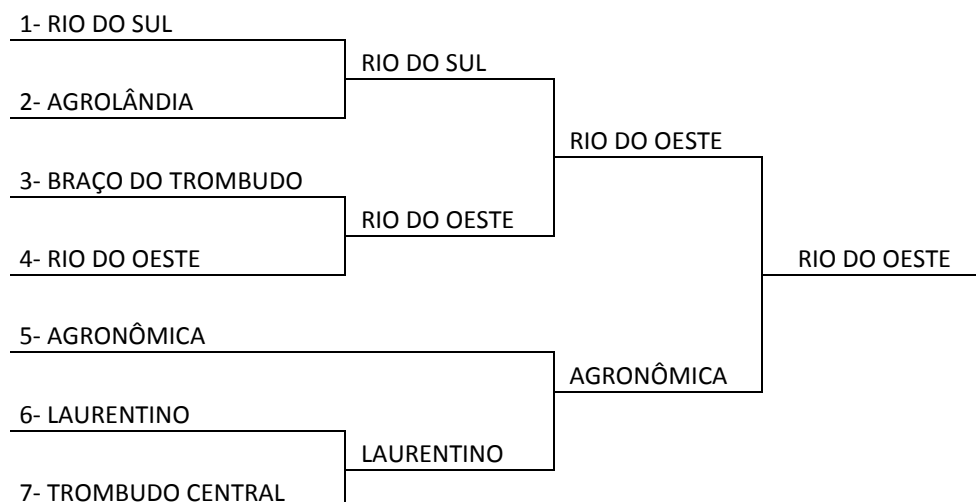 1- RIO DO SUL
RIO DO SUL
2- AGROLÂNDIA
RIO DO OESTE
3- BRAÇO DO TROMBUDO
RIO DO OESTE
4- RIO DO OESTE
RIO DO OESTE
5- AGRONÔMICA
AGRONÔMICA
6- LAURENTINO
LAURENTINO
7- TROMBUDO CENTRAL